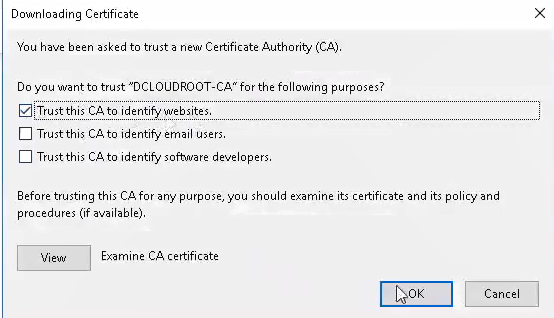 Downloading Certificate
You have been asked to trust a new Certificate Authority (CA).
Do you want to trust “DCLOUDROOT-CA” for the following purposes?
Trust this CA to identify websites.
Trust this CA to identify email users.
Trust this CA to identify software developers.
Before trusting this CA for any purpose, you should examine its certificate and its policy and
procedures (if available).
View
Examine CA certificate
OK
Cancel